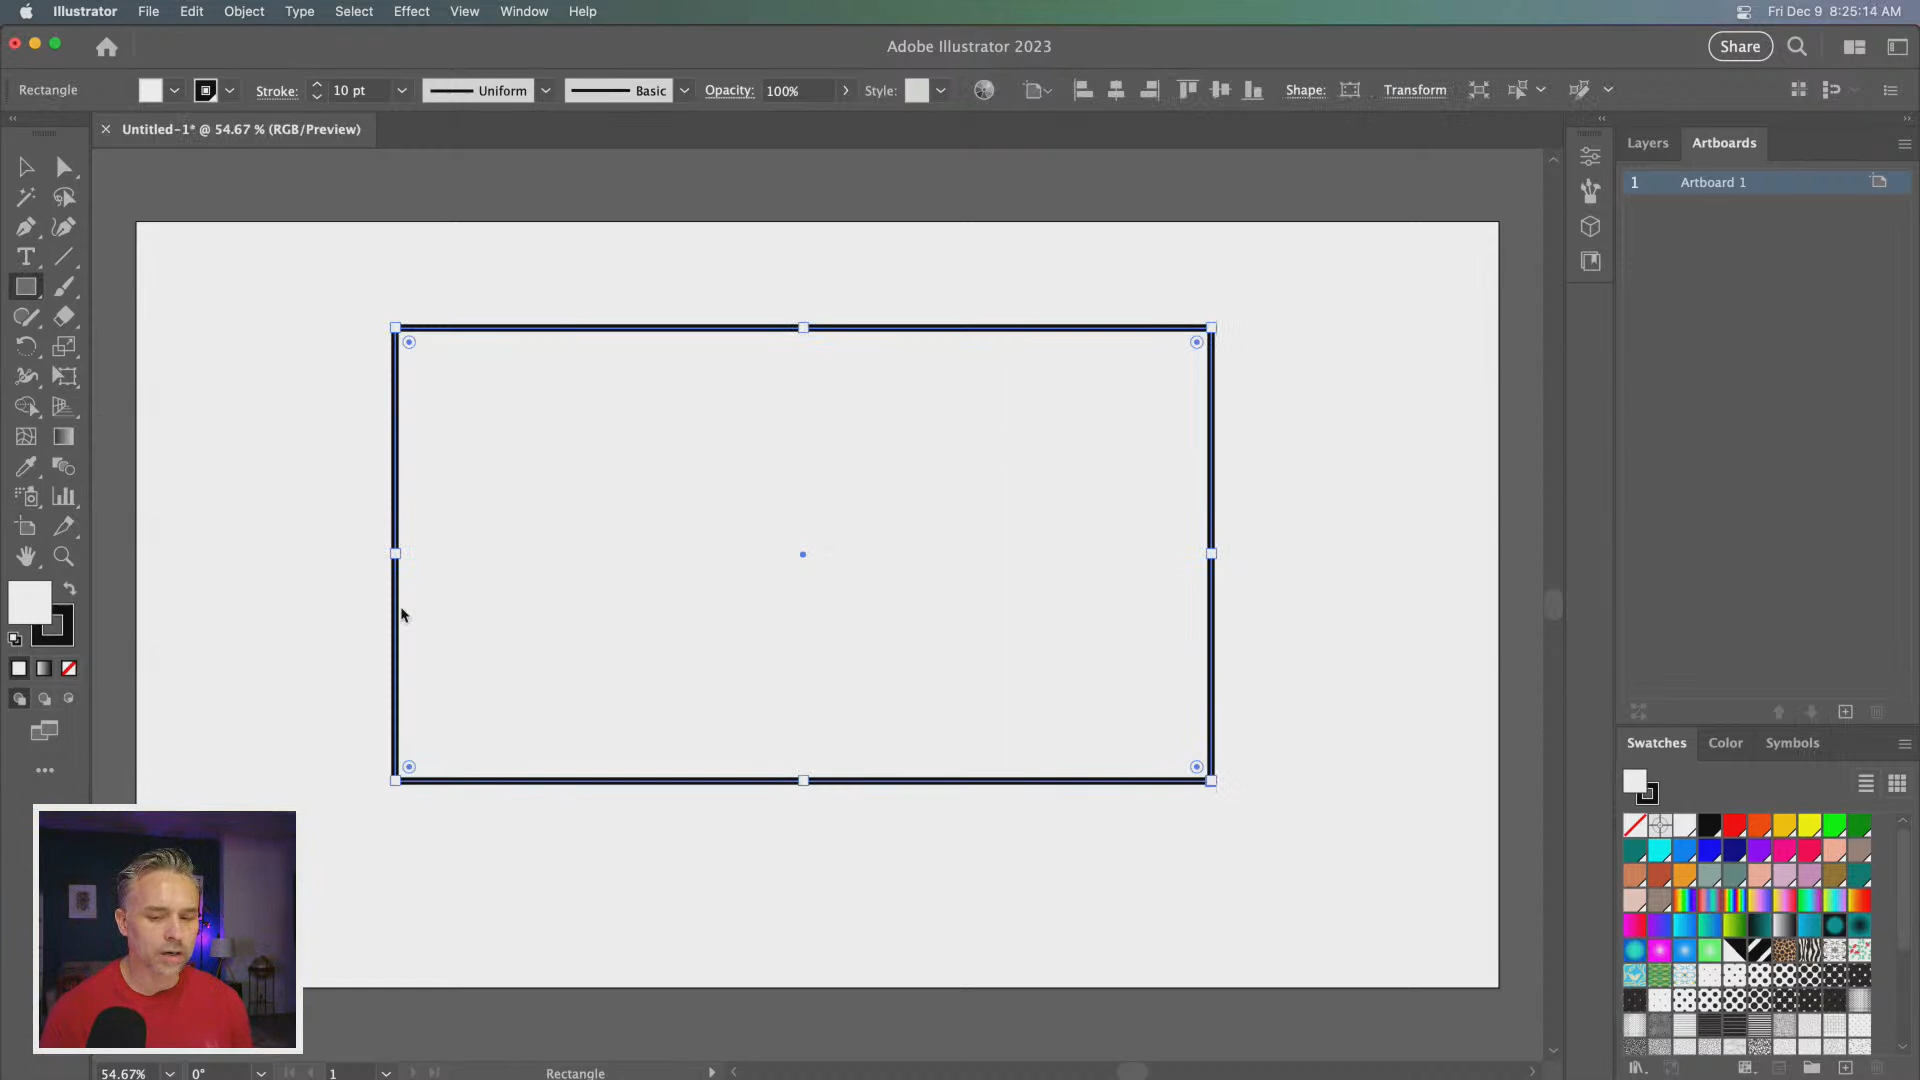 Illustrator File Edit Object Type Select Effect View Window Help Fri Dec 9 8:25:14 AM
Adobe Illustrator 2023 Share
Rectangle Stroke: 10 pt Uniform Basic Opacity: 100% Style: Shape: Transform
Untitled-1* @ 54.67 % (RGB/Preview)
Layers Artboards
1 Artboard 1
Swatches Color Symbols
54.67% 0° 1 Rectangle